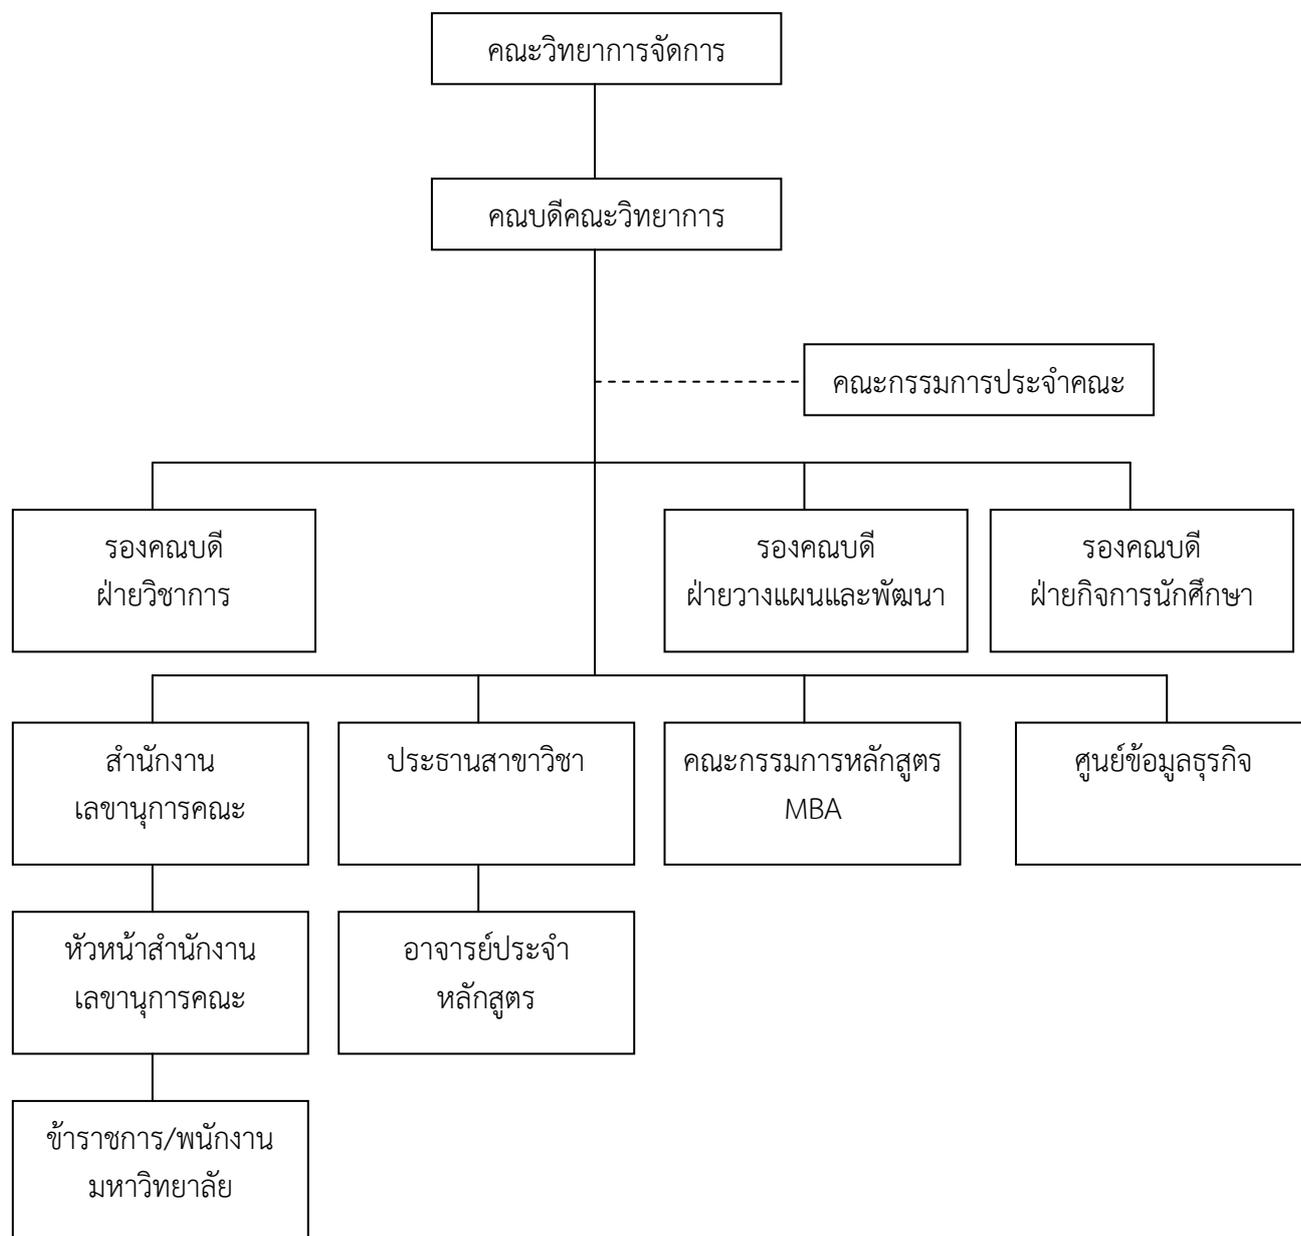 คณะวิทยาการจัดการ
คณบดีคณะวิทยาการ
คณะกรรมการประจำคณะ
รองคณบดี
ฝ่ายวิชาการ
รองคณบดี
ฝ่ายวางแผนและพัฒนา
รองคณบดี
ฝ่ายกิจการนักศึกษา
สำนักงาน
เลขานุการคณะ
ประธานสาขาวิชา
คณะกรรมการหลักสูตร
MBA
ศูนย์ข้อมูลธุรกิจ
หัวหน้าสำนักงาน
เลขานุการคณะ
อาจารย์ประจำ
หลักสูตร
ข้าราชการ/พนักงาน
มหาวิทยาลัย